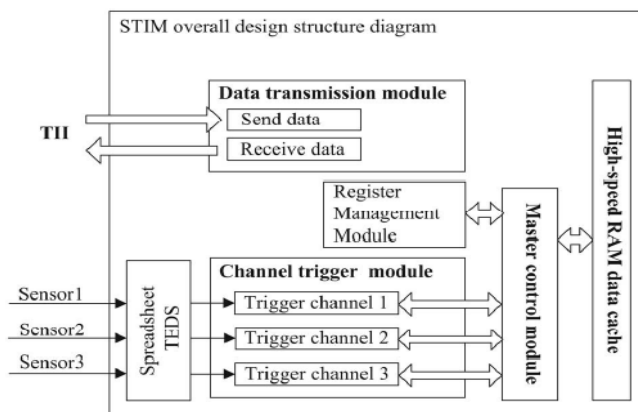 STIM overall design structure diagram
Data transmission module
Send data
TII
Receive data
Register
Management
Module
Master control module
High-speed RAM data cache
Channel trigger module
Sensor1
Trigger channel 1
Sensor2
Trigger channel 2
Sensor3
Trigger channel 3
Spreadsheet
TEDS